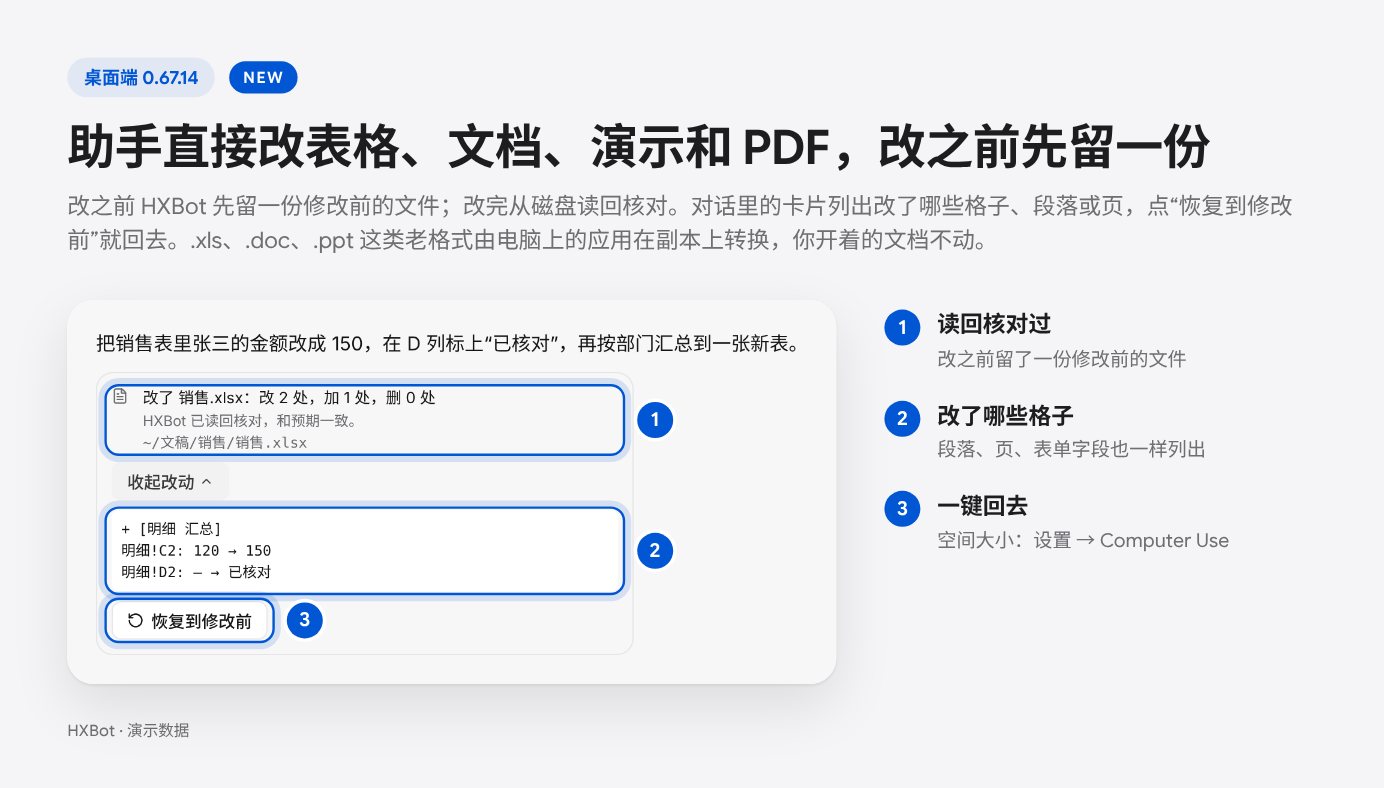 桌面端 0.67.14
NEW
助手直接改表格、文档、演示和 PDF，改之前先留一份
改之前 HXBot 先留一份修改前的文件；改完从磁盘读回核对。对话里的卡片列出改了哪些格子、段落或页，点“恢复到修改
前”就回去。.xls、.doc、.ppt 这类老格式由电脑上的应用在副本上转换，你开着的文档不动。
把销售表里张三的金额改成 150，在 D 列标上“已核对”，再按部门汇总到一张新表。
改了 销售.xlsx：改 2 处，加 1 处，删 0 处
HXBot 已读回核对，和预期一致。
~/文稿/销售/销售.xlsx
1
收起改动
+ [明细 汇总]
明细!C2: 120 → 150
明细!D2: — → 已核对
2
恢复到修改前
3
1 读回核对过
改之前留了一份修改前的文件
2 改了哪些格子
段落、页、表单字段也一样列出
3 一键回去
空间大小：设置 → Computer Use
HXBot · 演示数据